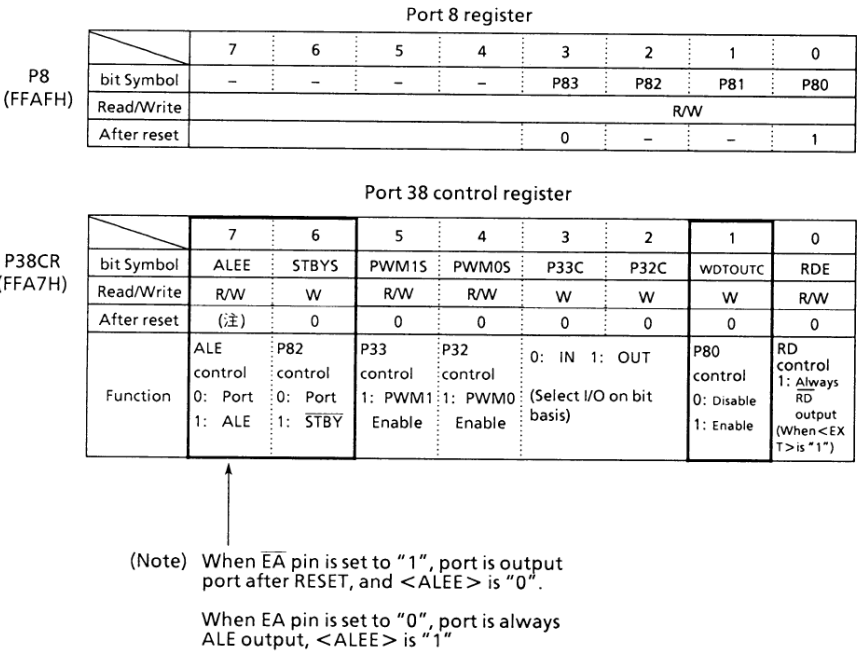 Port 8 register
7 6 5 4 3 2 1 0
P8
(FFAFH)
bit Symbol – – – – P83 P82 P81 P80
Read/Write R/W
After reset 0 – – 1
Port 38 control register
7 6 5 4 3 2 1 0
P38CR
(FFA7H)
bit Symbol ALEE STBYS PWM1S PWM0S P33C P32C WDTOUTC RDE
Read/Write R/W W R/W R/W W W W R/W
After reset (注) 0 0 0 0 0 0 0
Function
ALE
control
0: Port
1: ALE
P82
control
0: Port
1: STBY
P33
control
1: PWM1
Enable
P32
control
1: PWM0
Enable
0: IN 1: OUT
(Select I/O on bit
basis)
P80
control
0: Disable
1: Enable
RD
control
1: Always
RD
output
(When<EX
T>is "1")
(Note) When EA pin is set to "1", port is output
port after RESET, and <ALEE> is "0".
When EA pin is set to "0", port is always
ALE output, <ALEE> is "1"